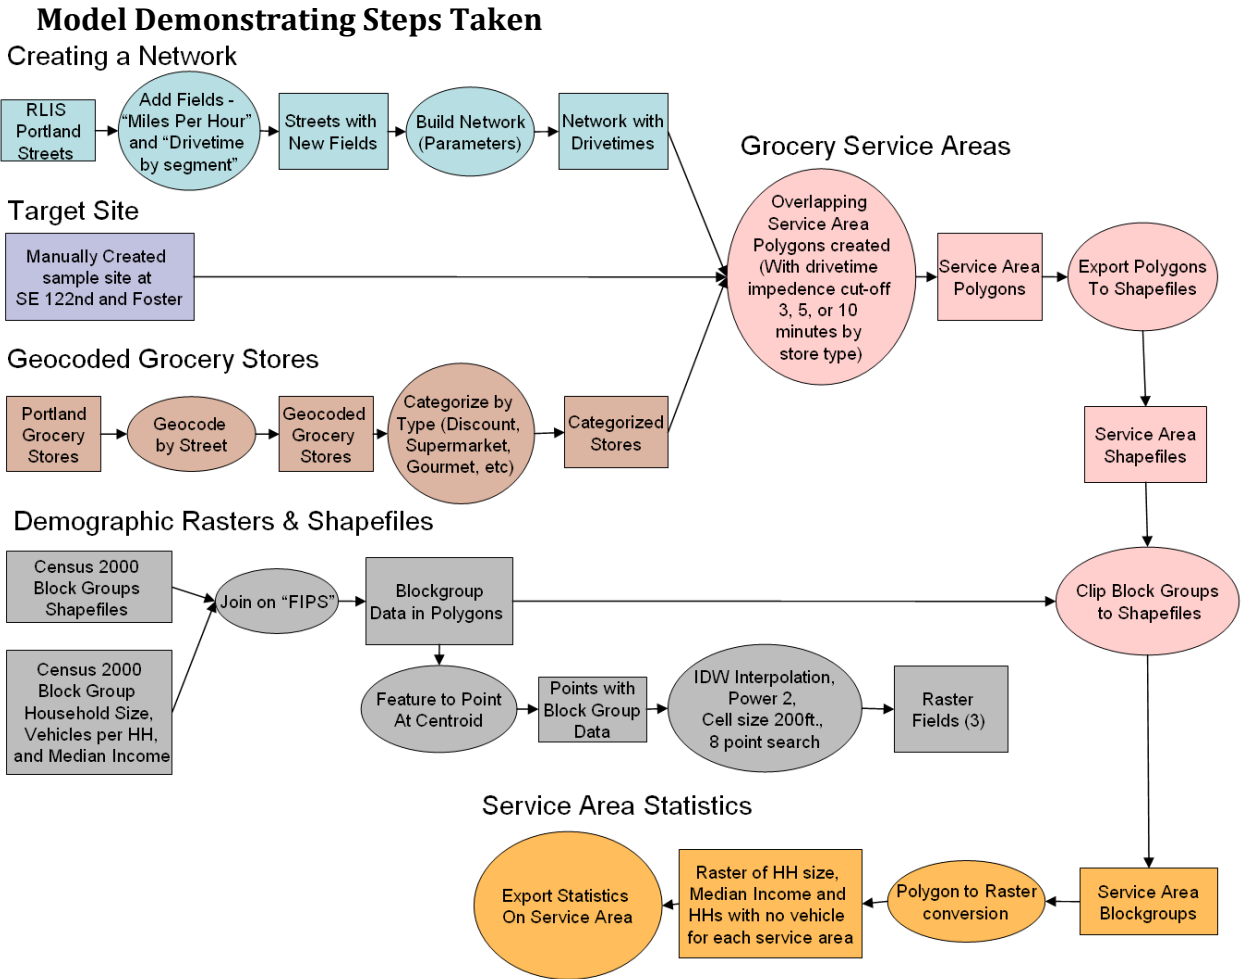 Model Demonstrating Steps Taken
Creating a Network
RLIS
Portland
Streets
Add Fields -
“Miles Per Hour”
and “Drivetime
by segment”
Streets with
New Fields
Build Network
(Parameters)
Network with
Drivetimes
Target Site
Manually Created
sample site at
SE 122nd and Foster
Geocoded Grocery Stores
Portland
Grocery
Stores
Geocode
by Street
Geocoded
Grocery
Stores
Categorize by
Type (Discount,
Supermarket,
Gourmet, etc)
Categorized
Stores
Grocery Service Areas
Overlapping
Service Area
Polygons created
(With drivetime
impedence cut-off
3, 5, or 10
minutes by
store type)
Service Area
Polygons
Export Polygons
To Shapefiles
Service Area
Shapefiles
Clip Block Groups
to Shapefiles
Demographic Rasters & Shapefiles
Census 2000
Block Groups
Shapefiles
Census 2000
Block Group
Household Size,
Vehicles per HH,
and Median Income
Join on “FIPS”
Blockgroup
Data in Polygons
Feature to Point
At Centroid
Points with
Block Group
Data
IDW Interpolation,
Power 2,
Cell size 200ft.,
8 point search
Raster
Fields (3)
Service Area Statistics
Export Statistics
On Service Area
Raster of HH size,
Median Income and
HHs with no vehicle
for each service area
Polygon to Raster
conversion
Service Area
Blockgroups